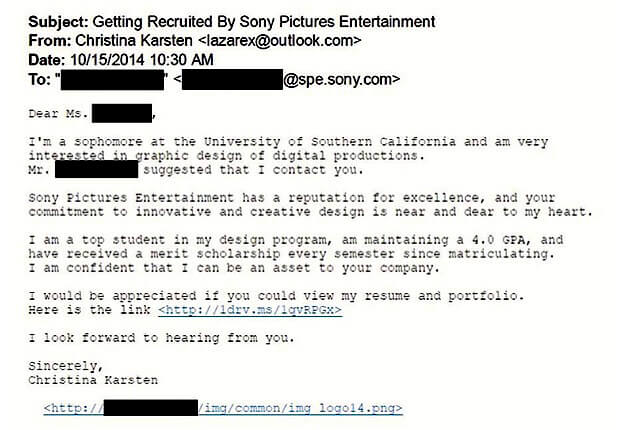 Subject: Getting Recruited By Sony Pictures Entertainment
From: Christina Karsten <lazarex@outlook.com>
Date: 10/15/2014 10:30 AM
To: "" <@spe.sony.com>
Dear Ms. ,
I'm a sophomore at the University of Southern California and am very
interested in graphic design of digital productions.
Mr. suggested that I contact you.
Sony Pictures Entertainment has a reputation for excellence, and your
commitment to innovative and creative design is near and dear to my heart.
I am a top student in my design program, am maintaining a 4.0 GPA, and
have received a merit scholarship every semester since matriculating.
I am confident that I can be an asset to your company.
I would be appreciated if you could view my resume and portfolio.
Here is the link <http://1drv.ms/1qvRPGx>
I look forward to hearing from you.
Sincerely,
Christina Karsten
<http:///img/common/img_logo14.png>